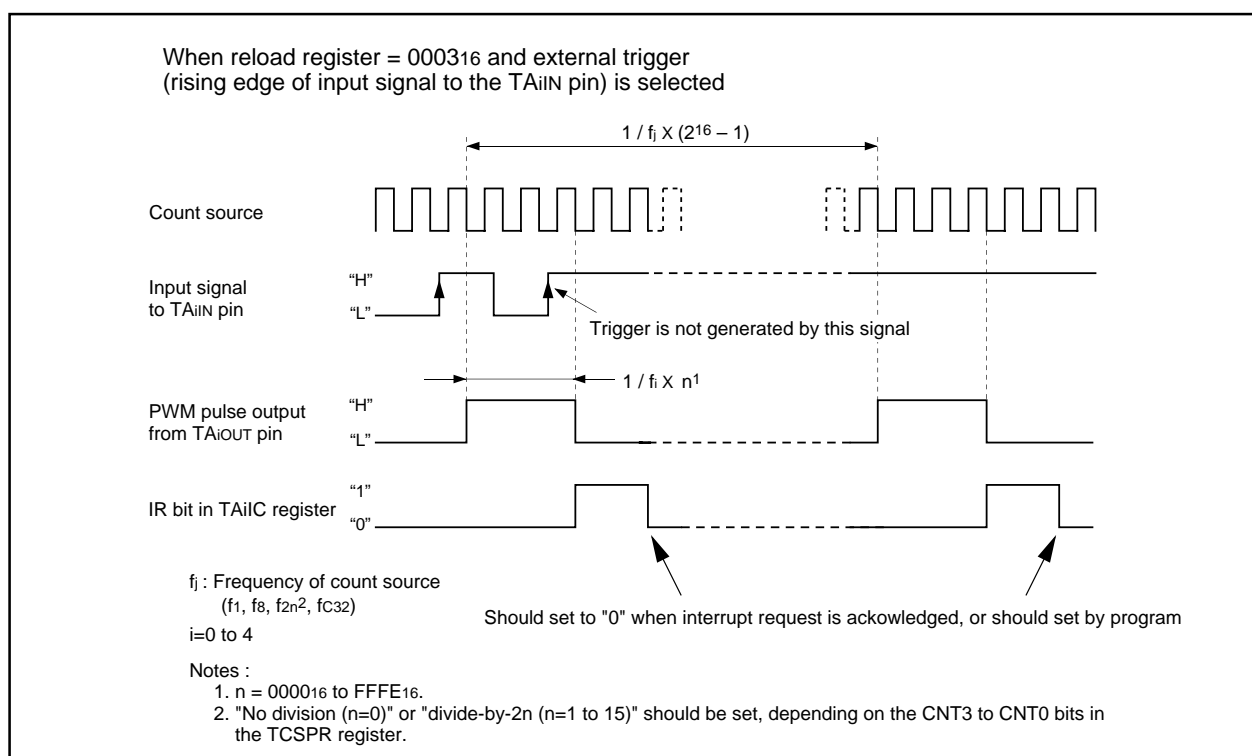 When reload register = 000316 and external trigger
(rising edge of input signal to the TAiIN pin) is selected
1 / fj X (2^16 – 1)
Count source
Input signal
to TAiIN pin
“H”
“L”
Trigger is not generated by this signal
1 / fi X n1
PWM pulse output
from TAiOUT pin
“H”
“L”
IR bit in TAiIC register
“1”
“0”
fj : Frequency of count source
(f1, f8, f2n2, fC32)
i=0 to 4
Should set to "0" when interrupt request is ackowledged, or should set by program
Notes :
1. n = 000016 to FFFE16.
2. "No division (n=0)" or "divide-by-2n (n=1 to 15)" should be set, depending on the CNT3 to CNT0 bits in
the TCSPR register.